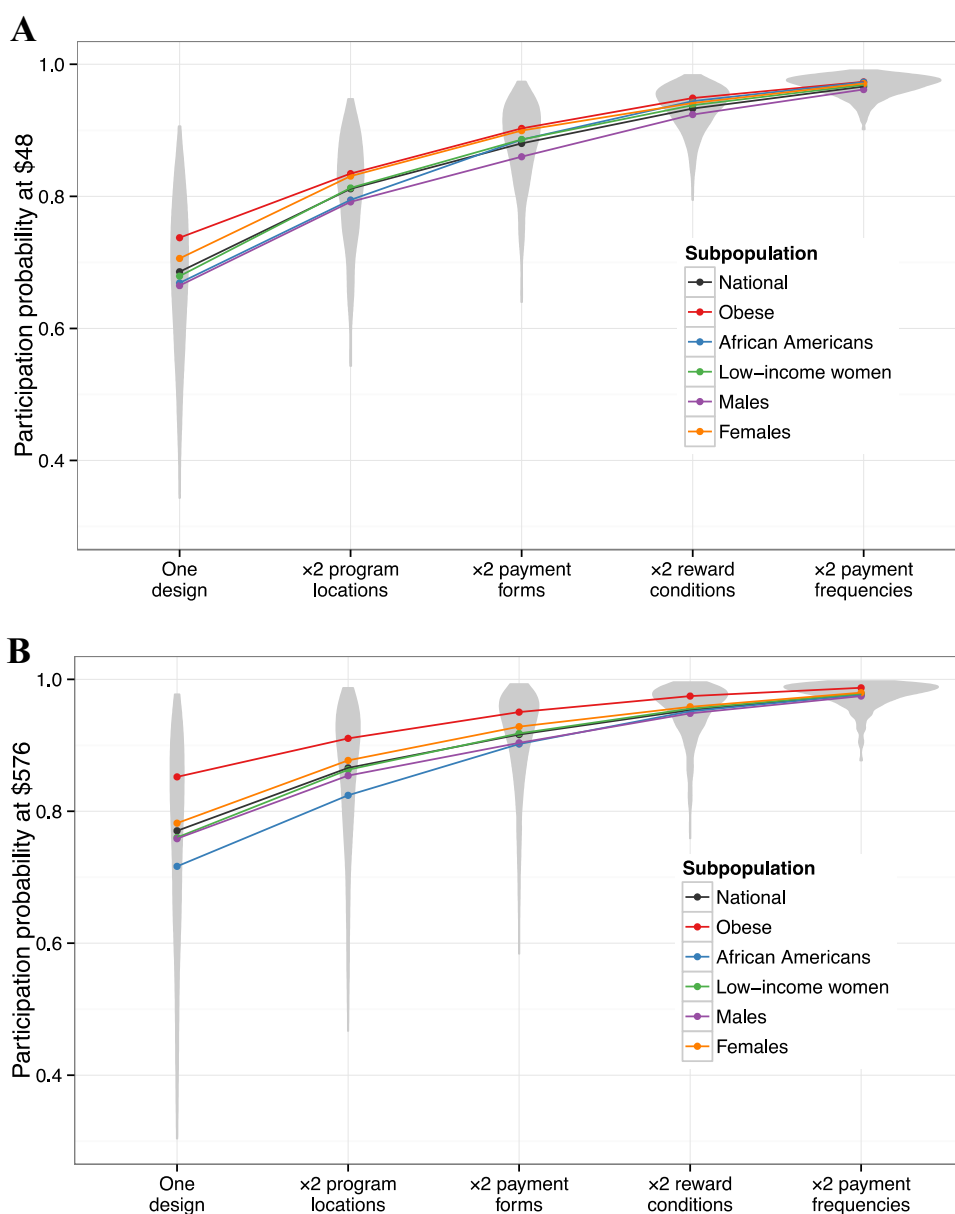 A
Participation probability at $48
1.0
0.8
0.6
0.4
Subpopulation
National
Obese
African Americans
Low−income women
Males
Females
One
design
×2 program
locations
×2 payment
forms
×2 reward
conditions
×2 payment
frequencies
B
Participation probability at $576
1.0
0.8
0.6
0.4
Subpopulation
National
Obese
African Americans
Low−income women
Males
Females
One
design
×2 program
locations
×2 payment
forms
×2 reward
conditions
×2 payment
frequencies